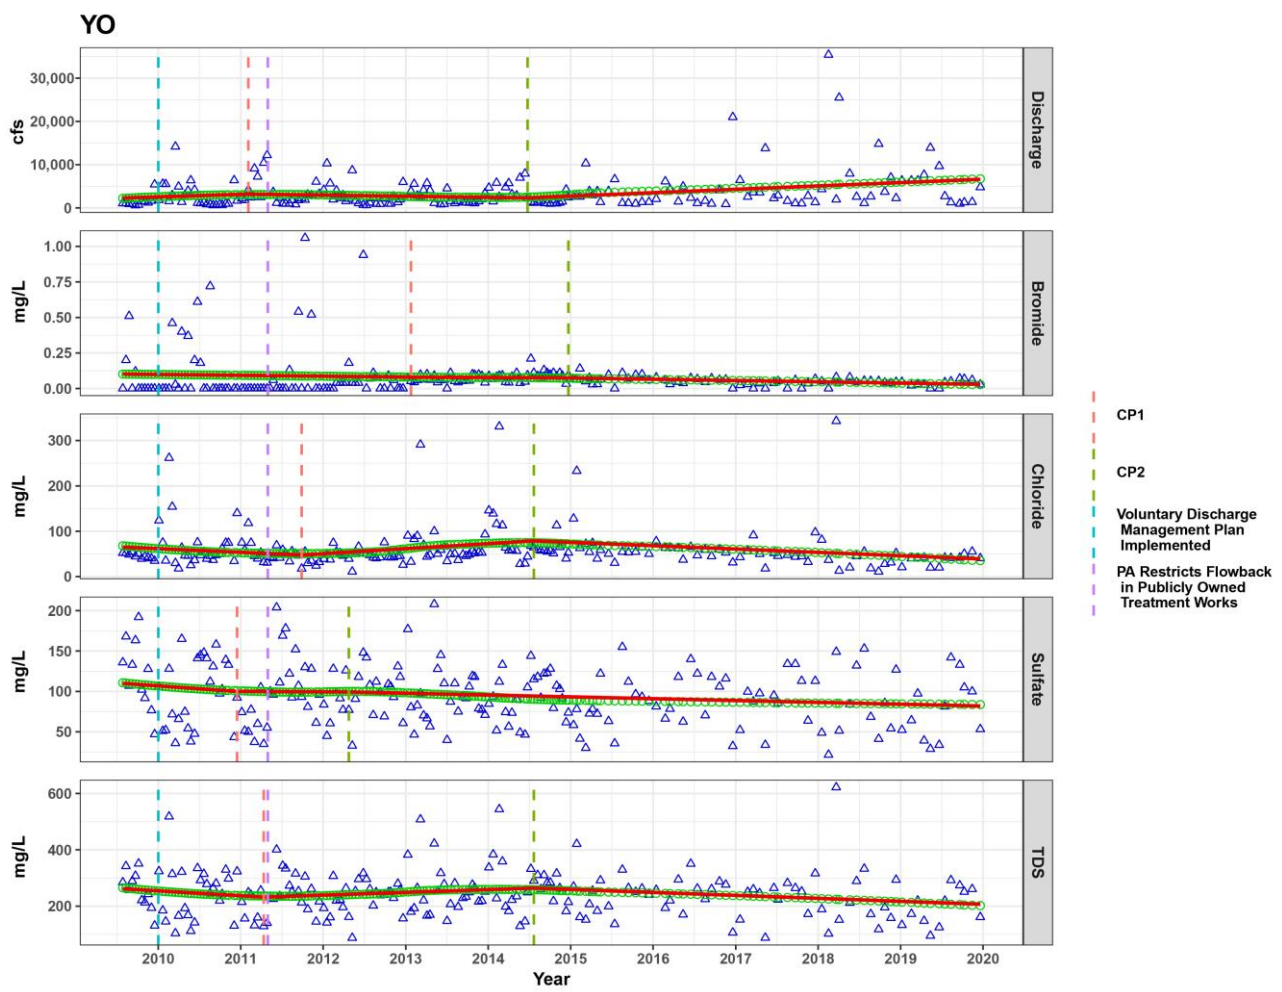 YO
cfs
30,000
20,000
10,000
0
Discharge
mg/L
1.00
0.75
0.50
0.25
0.00
Bromide
mg/L
300
200
100
0
Chloride
mg/L
200
150
100
50
Sulfate
mg/L
600
400
200
TDS
2010 2011 2012 2013 2014 2015 2016 2017 2018 2019 2020
Year
CP1
CP2
Voluntary Discharge
Management Plan
Implemented
PA Restricts Flowback
in Publicly Owned
Treatment Works